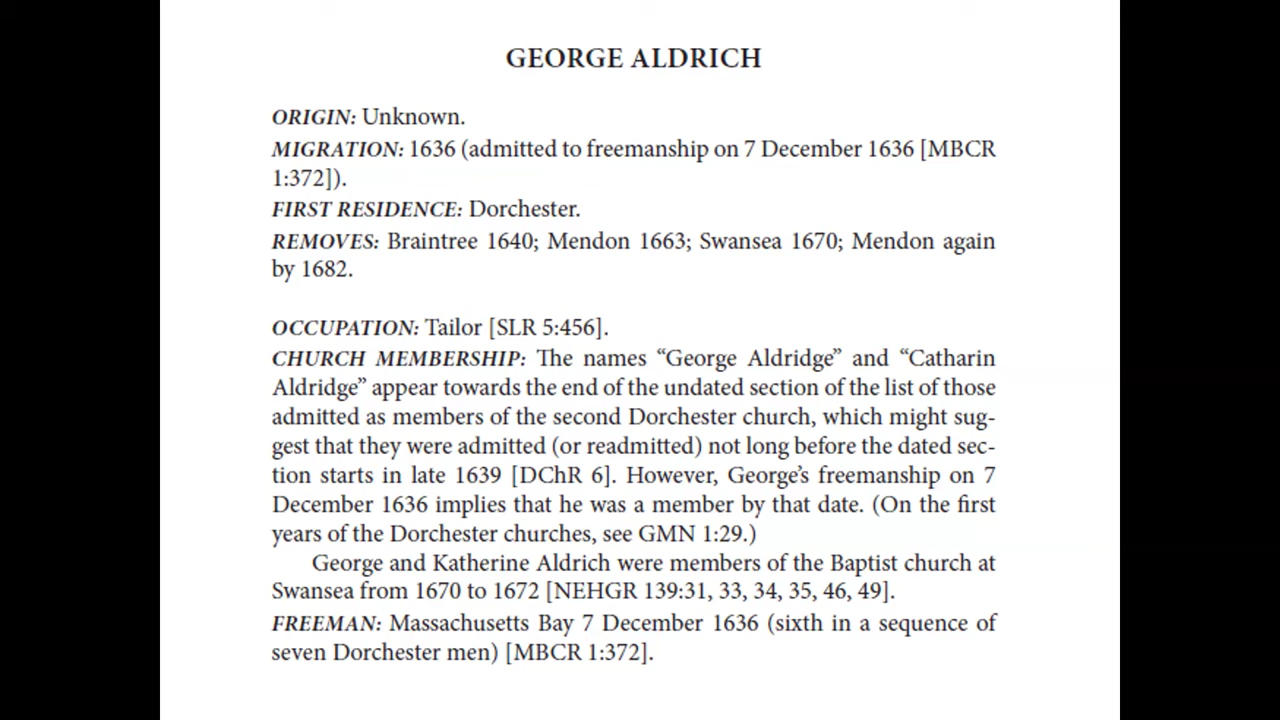 GEORGE ALDRICH
ORIGIN: Unknown.
MIGRATION: 1636 (admitted to freemanship on 7 December 1636 [MBCR
1:372]).
FIRST RESIDENCE: Dorchester.
REMOVES: Braintree 1640; Mendon 1663; Swansea 1670; Mendon again
by 1682.
OCCUPATION: Tailor [SLR 5:456].
CHURCH MEMBERSHIP: The names “George Aldridge” and “Catharin
Aldridge” appear towards the end of the undated section of the list of those
admitted as members of the second Dorchester church, which might sug-
gest that they were admitted (or readmitted) not long before the dated sec-
tion starts in late 1639 [DChR 6]. However, George’s freemanship on 7
December 1636 implies that he was a member by that date. (On the first
years of the Dorchester churches, see GMN 1:29.)
George and Katherine Aldrich were members of the Baptist church at
Swansea from 1670 to 1672 [NEHGR 139:31, 33, 34, 35, 46, 49].
FREEMAN: Massachusetts Bay 7 December 1636 (sixth in a sequence of
seven Dorchester men) [MBCR 1:372].